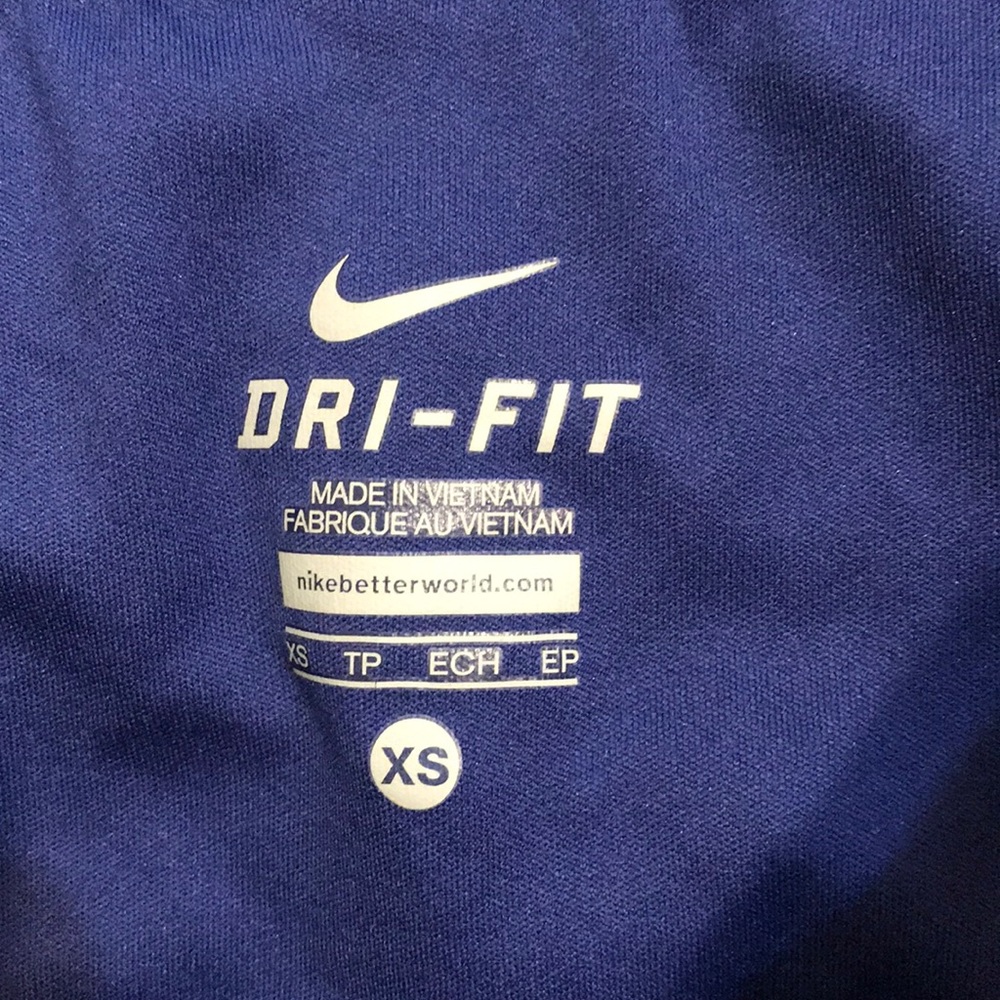 DRI-FIT
MADE IN VIETNAM
FABRIQUE AU VIETNAM
nikebetterworld.com
XS TP ECH EP
XS